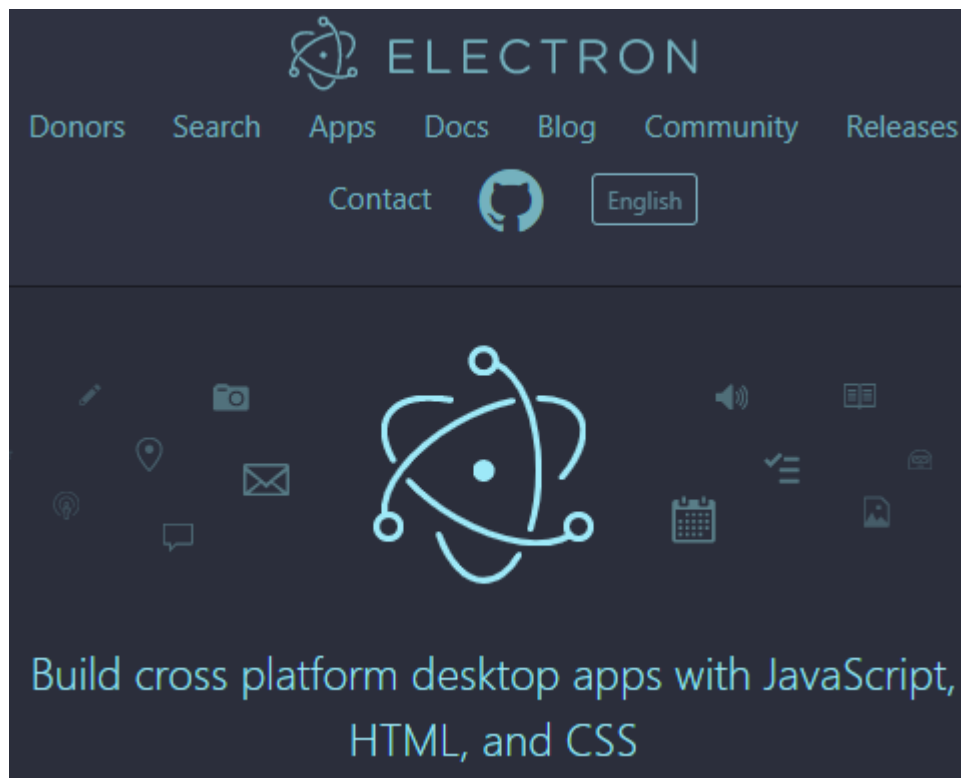 ELECTRON
Donors Search Apps Docs Blog Community Releases
Contact English
Build cross platform desktop apps with JavaScript,
HTML, and CSS